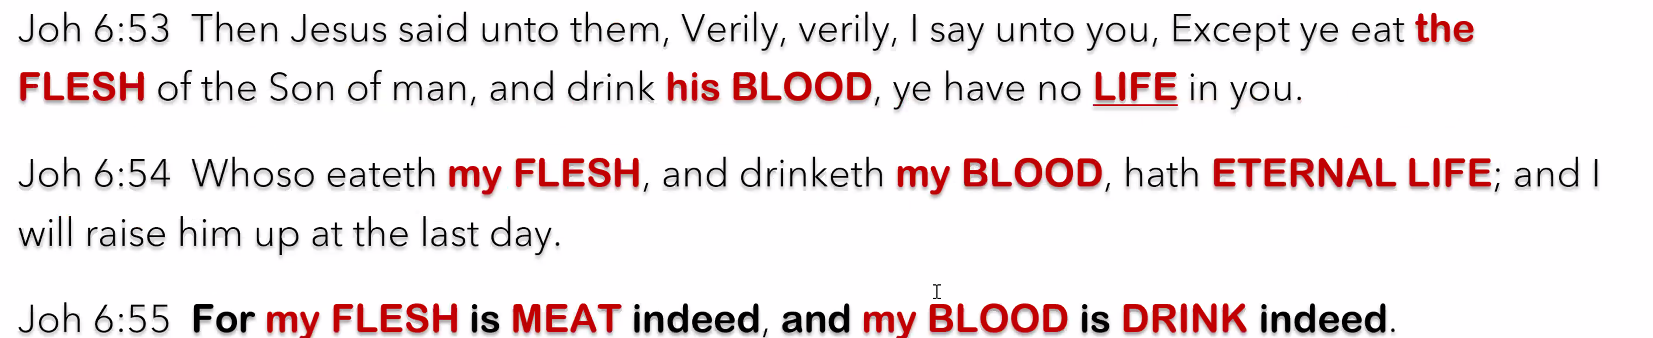 Joh 6:53 Then Jesus said unto them, Verily, verily, I say unto you, Except ye eat the
FLESH of the Son of man, and drink his BLOOD, ye have no LIFE in you.
Joh 6:54 Whoso eateth my FLESH, and drinketh my BLOOD, hath ETERNAL LIFE; and I
will raise him up at the last day.
Joh 6:55 For my FLESH is MEAT indeed, and my BLOOD is DRINK indeed.